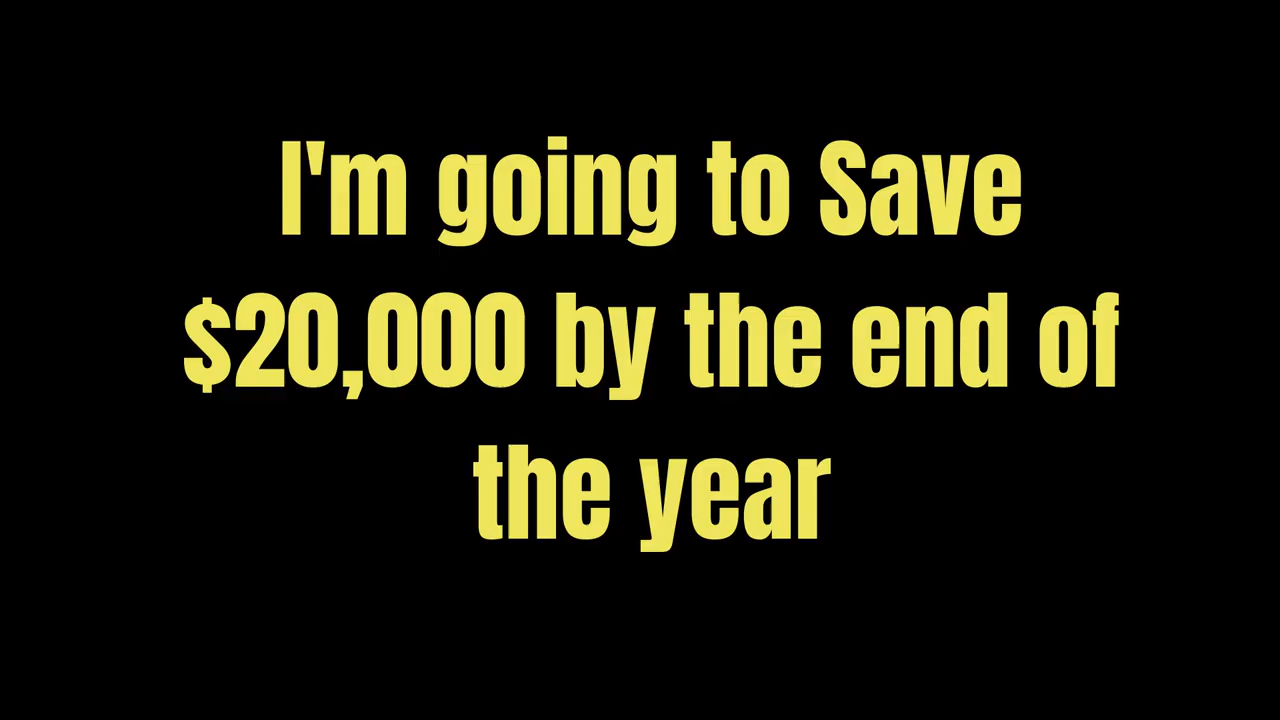 I'm going to Save
$20,000 by the end of
the year